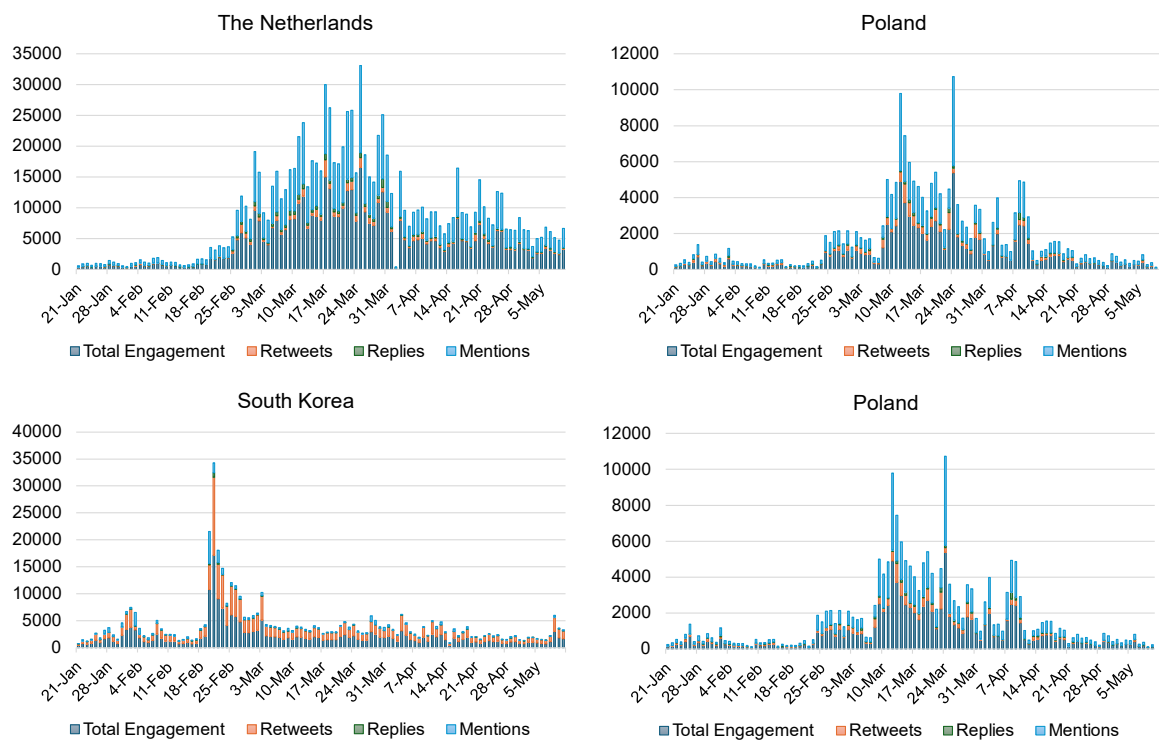 The Netherlands
35000
30000
25000
20000
15000
10000
5000
0
21-Jan 28-Jan 4-Feb 11-Feb 18-Feb 25-Feb 3-Mar 10-Mar 17-Mar 24-Mar 31-Mar 7-Apr 14-Apr 21-Apr 28-Apr 5-May
Total Engagement Retweets Replies Mentions
Poland
12000
10000
8000
6000
4000
2000
0
21-Jan 28-Jan 4-Feb 11-Feb 18-Feb 25-Feb 3-Mar 10-Mar 17-Mar 24-Mar 31-Mar 7-Apr 14-Apr 21-Apr 28-Apr 5-May
Total Engagement Retweets Replies Mentions
South Korea
40000
35000
30000
25000
20000
15000
10000
5000
0
21-Jan 28-Jan 4-Feb 11-Feb 18-Feb 25-Feb 3-Mar 10-Mar 17-Mar 24-Mar 31-Mar 7-Apr 14-Apr 21-Apr 28-Apr 5-May
Total Engagement Retweets Replies Mentions
Poland
12000
10000
8000
6000
4000
2000
0
21-Jan 28-Jan 4-Feb 11-Feb 18-Feb 25-Feb 3-Mar 10-Mar 17-Mar 24-Mar 31-Mar 7-Apr 14-Apr 21-Apr 28-Apr 5-May
Total Engagement Retweets Replies Mentions